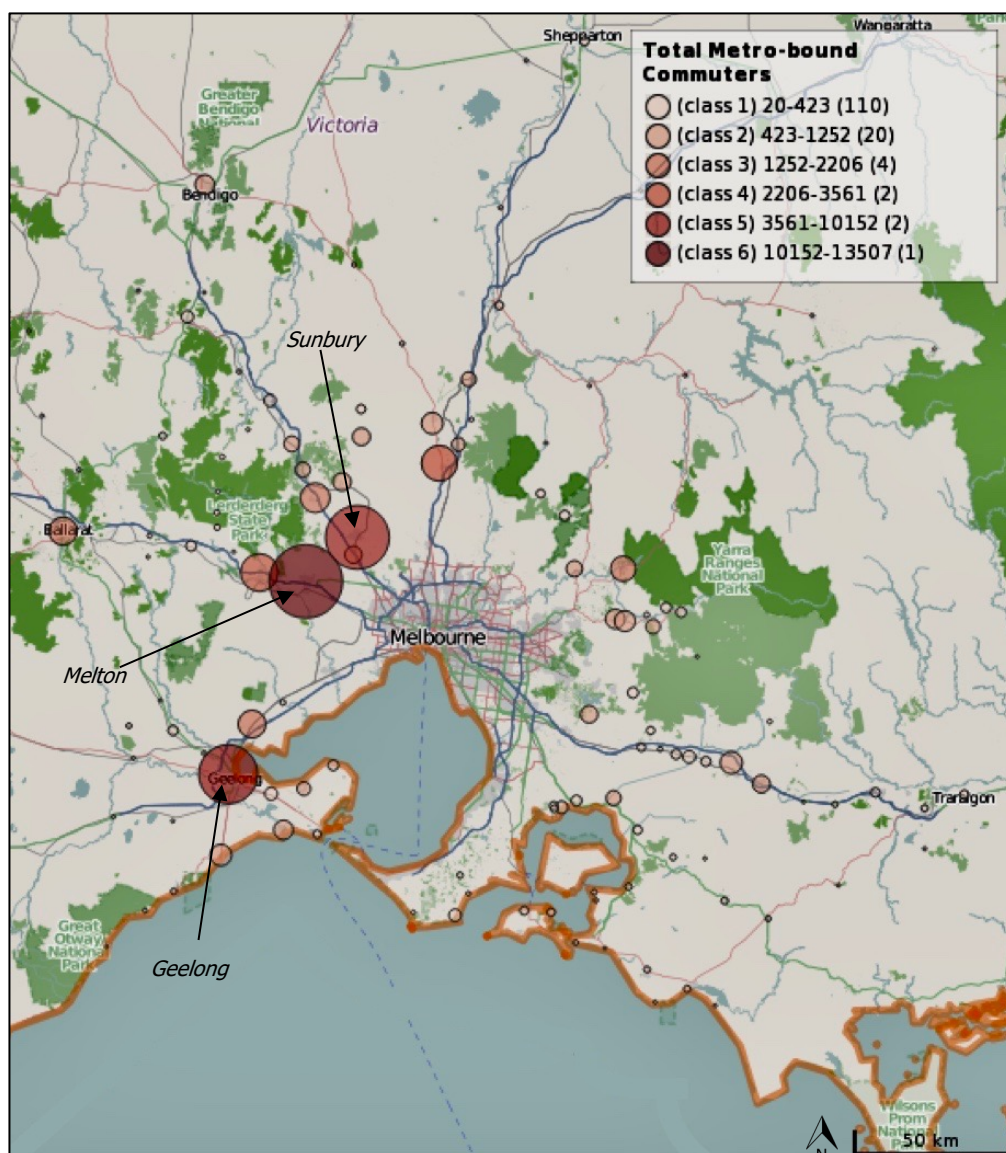 Shepparton
Wangaratta
Total Metro-bound
Commuters
(class 1) 20-423 (110)
(class 2) 423-1252 (20)
(class 3) 1252-2206 (4)
(class 4) 2206-3561 (2)
(class 5) 3561-10152 (2)
(class 6) 10152-13507 (1)
Greater
Bendigo
National
Victoria
Bendigo
Sunbury
Lerderderg
State
Park
Ballarat
Yarra
Ranges
National
Park
Melbourne
Melton
Geelong
Traralgon
Great
Otway
National
Park
Geelong
Wilsons
Prom
National
50 km
N